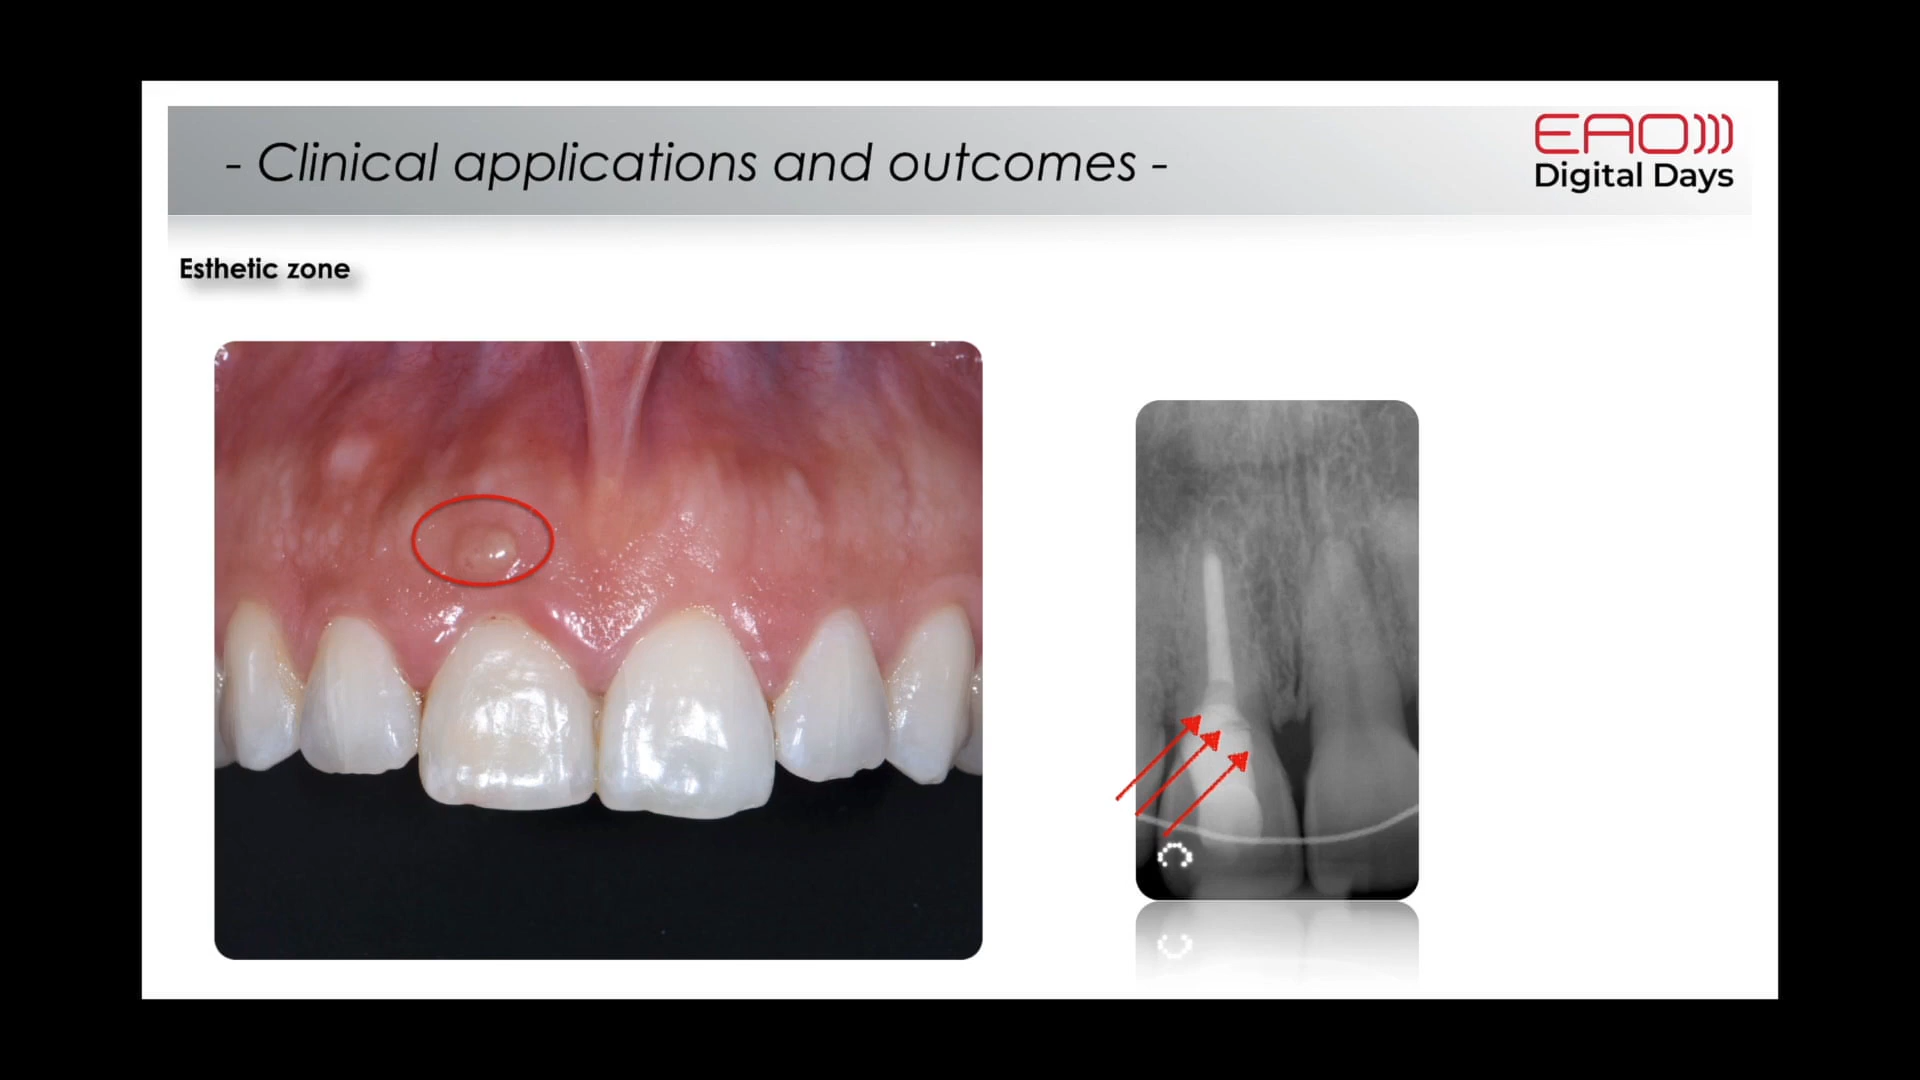 - Clinical applications and outcomes -
EAO
Digital Days
Esthetic zone